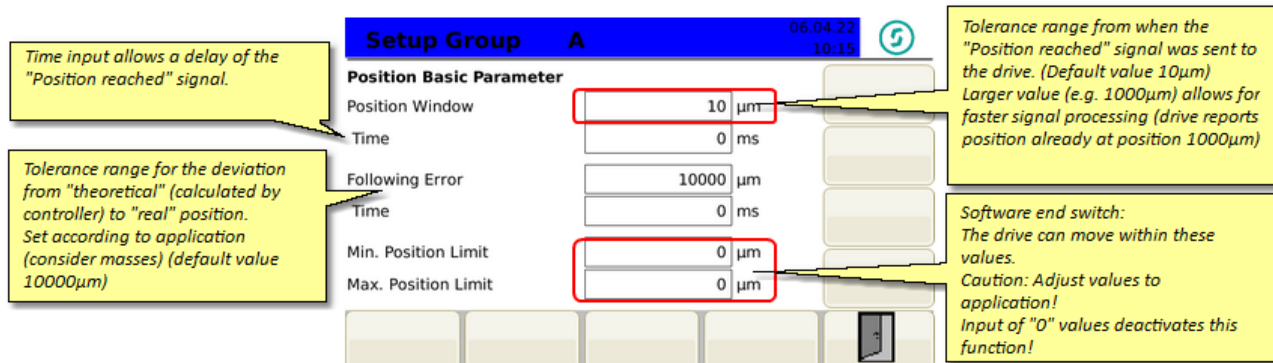 Time input allows a delay of the
"Position reached" signal.
Tolerance range for the deviation
from "theoretical" (calculated by
controller) to "real" position.
Set according to application
(consider masses) (default value
10000µm)
Setup Group A
06.04.22
10:15
Position Basic Parameter
Position Window 10 µm
Time 0 ms
Following Error 10000 µm
Time 0 ms
Min. Position Limit 0 µm
Max. Position Limit 0 µm
Tolerance range from when the
"Position reached" signal was sent to
the drive. (Default value 10µm)
Larger value (e.g. 1000µm) allows for
faster signal processing (drive reports
position already at position 1000µm)
Software end switch:
The drive can move within these
values.
Caution: Adjust values to
application!
Input of "0" values deactivates this
function!